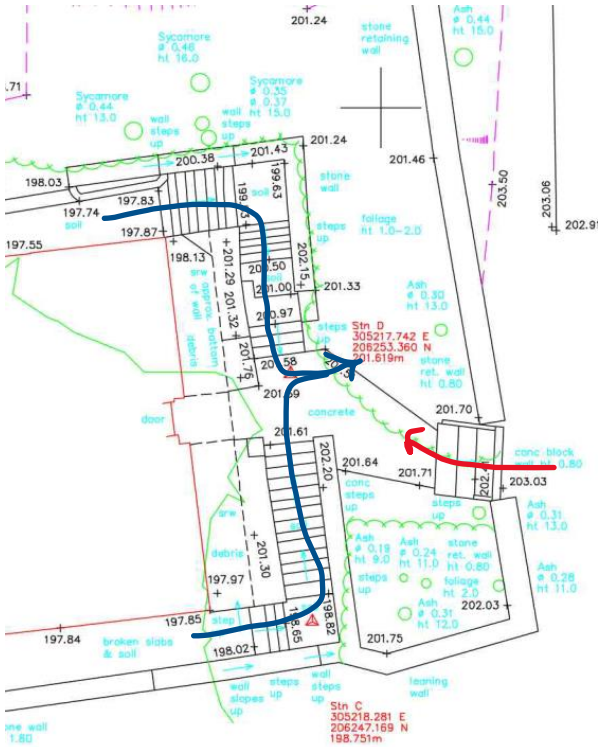 201.24
Ash
ø 0.44
ht 15.0
stone
retaining
wall
Sycamore
ø 0.46
ht 16.0
.71
Sycamore
ø 0.44
ht 13.0
Sycamore
ø 0.35
ø 0.37
ht 15.0
wall
steps
up
wall
steps
up
201.24
200.38
201.43
201.46
203.50
203.06
202.91
198.03
197.83
197.74
soil
199.63
soil
stone
wall
steps
up
foliage
ht 1.0-2.0
197.87
197.55
198.13
201.29
srw
approx. bottom
of wall
debris
201.32
200.50
soil
202.15
201.00
201.33
200.97
steps
up
Stn D
305217.742 E
206253.360 N
201.619m
Ash
ø 0.30
ht 13.0
stone
ret. wall
ht 0.80
201.76
door
concrete
201.61
201.70
conc block
wall ht 0.80
202.20
201.64
201.71
203.03
conc
steps
up
steps
up
Ash
ø 0.31
ht 13.0
srw
debris
201.30
Ash
ø 0.19
ht 9.0
Ash
ø 0.24
ht 11.0
stone
ret. wall
ht 0.80
steps
up
foliage
ht 2.0
Ash
ø 0.28
ht 11.0
197.97
197.85
step
198.65
198.82
Ash
ø 0.31
ht 12.0
202.03
197.84
broken slabs
& soil
198.02
201.75
wall
slopes
up
steps
up
wall
steps
up
leaning
wall
Stn C
305218.281 E
206247.169 N
198.751m
one wall
1.80